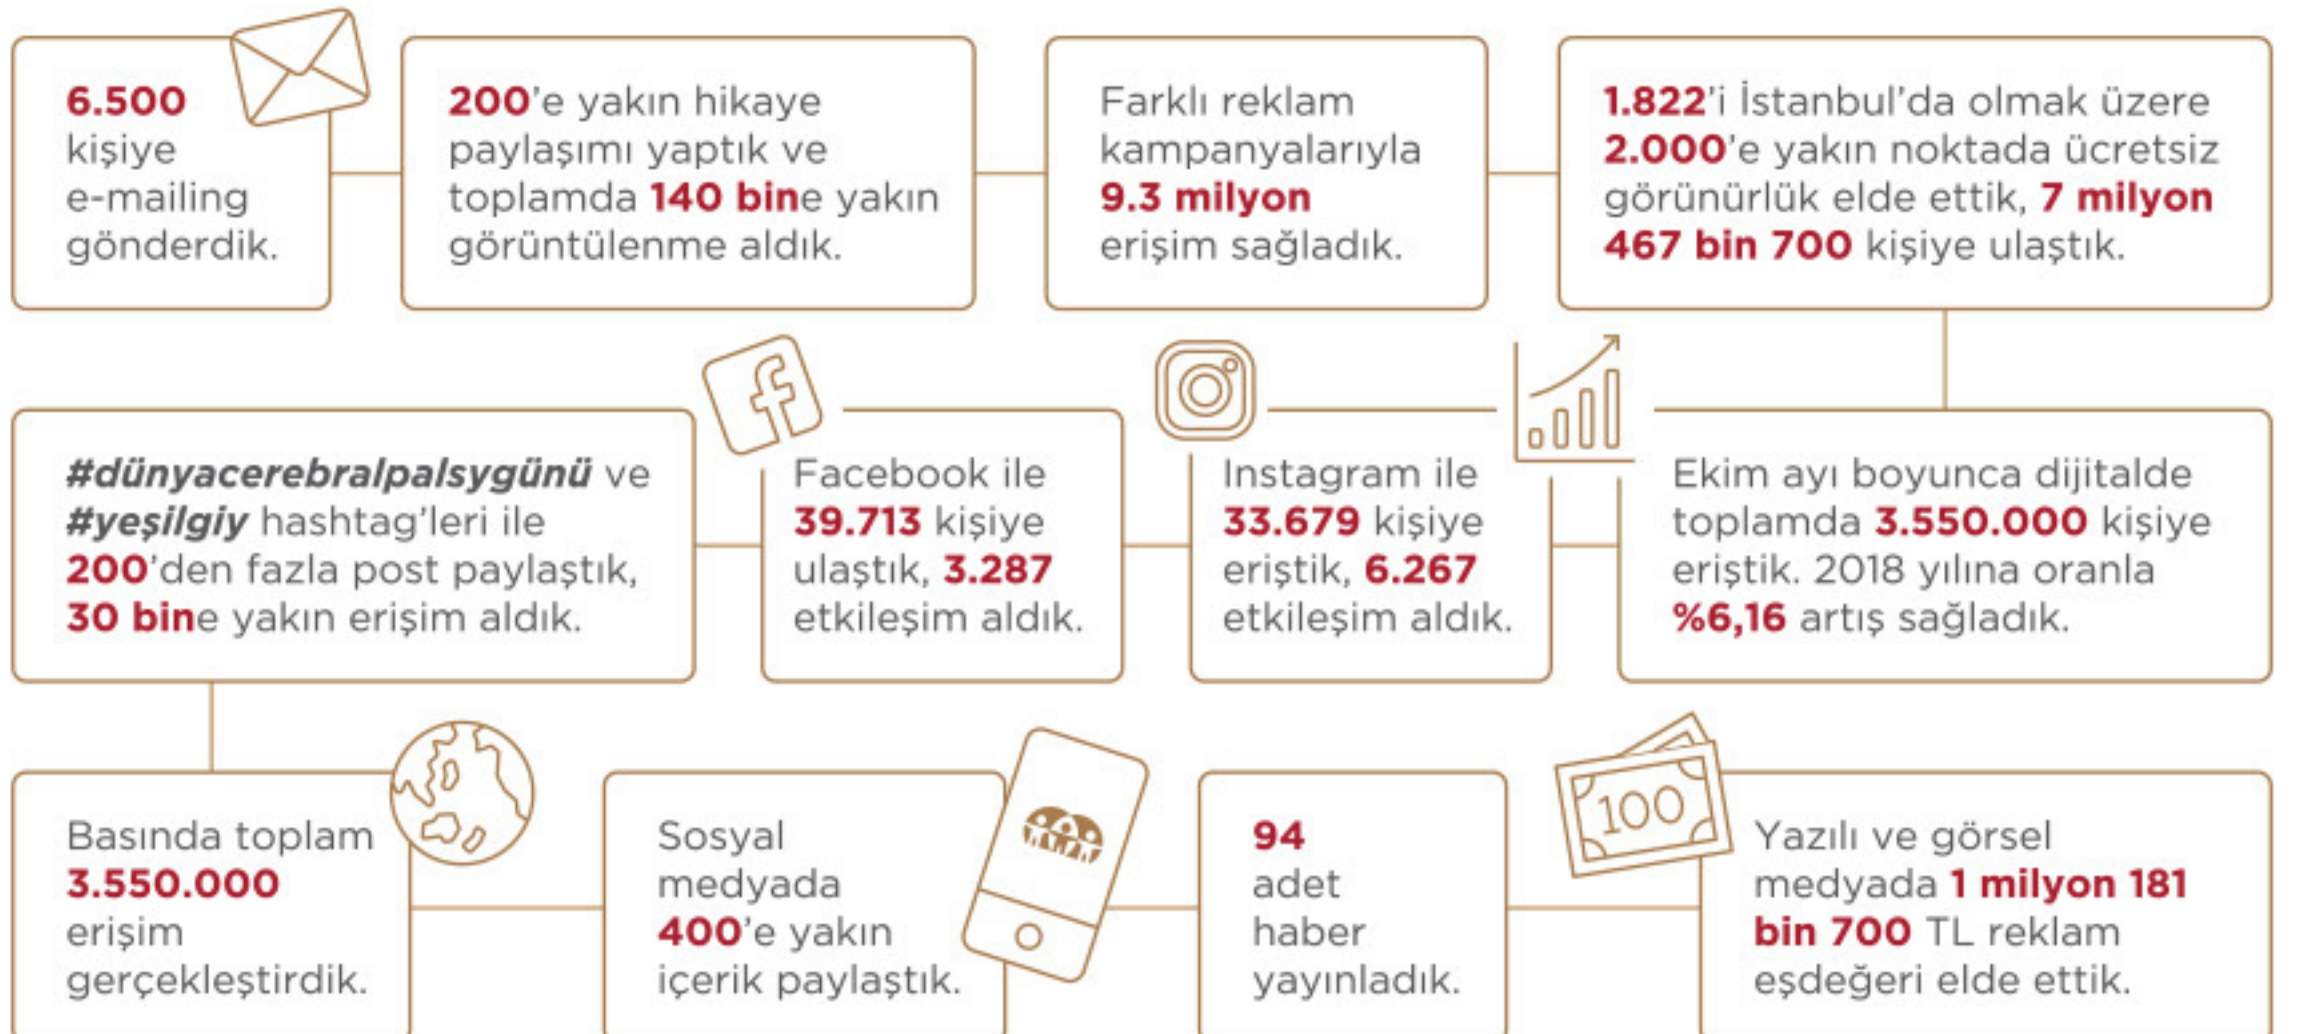 6.500
kişiye
e-mailing
gönderdik.
200'e yakın hikaye
paylaşımı yaptık ve
toplamda 140 bine yakın
görüntülenme aldık.
Farklı reklam
kampanyalarıyla
9.3 milyon
erişim sağladık.
1.822'i İstanbul'da olmak üzere
2.000'e yakın noktada ücretsiz
görünürlük elde ettik, 7 milyon
467 bin 700 kişiye ulaştık.
#dünyacerebralpalsygünü ve
#yeşilgiy hashtag'leri ile
200'den fazla post paylaştık,
30 bine yakın erişim aldık.
Facebook ile
39.713 kişiye
ulaştık, 3.287
etkileşim aldık.
Instagram ile
33.679 kişiye
eriştik, 6.267
etkileşim aldık.
Ekim ayı boyunca dijitalde
toplamda 3.550.000 kişiye
eriştik. 2018 yılına oranla
%6,16 artış sağladık.
Basında toplam
3.550.000
erişim
gerçekleştirdik.
Sosyal
medyada
400'e yakın
içerik paylaştık.
94
adet
haber
yayınladık.
100
Yazılı ve görsel
medyada 1 milyon 181
bin 700 TL reklam
eşdeğeri elde ettik.